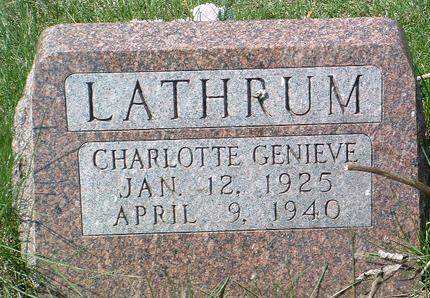 LATHRUM
CHARLOTTE GENIEVE
JAN. 12, 1925
APRIL 9, 1940